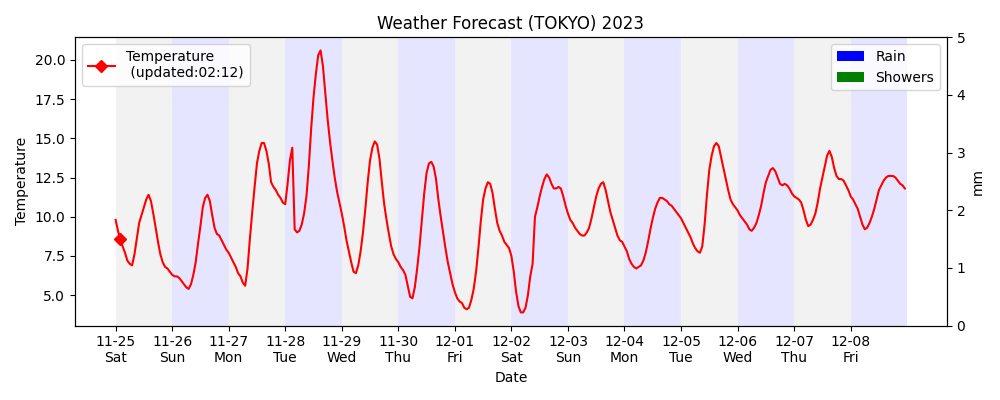 Weather Forecast (TOKYO) 2023
Temperature
(updated:02:12)
Rain
Showers
Temperature
20.0
17.5
15.0
12.5
10.0
7.5
5.0
5
4
3
2
1
0
mm
11-25 11-26 11-27 11-28 11-29 11-30 12-01 12-02 12-03 12-04 12-05 12-06 12-07 12-08
Sat Sun Mon Tue Wed Thu Fri Sat Sun Mon Tue Wed Thu Fri
Date